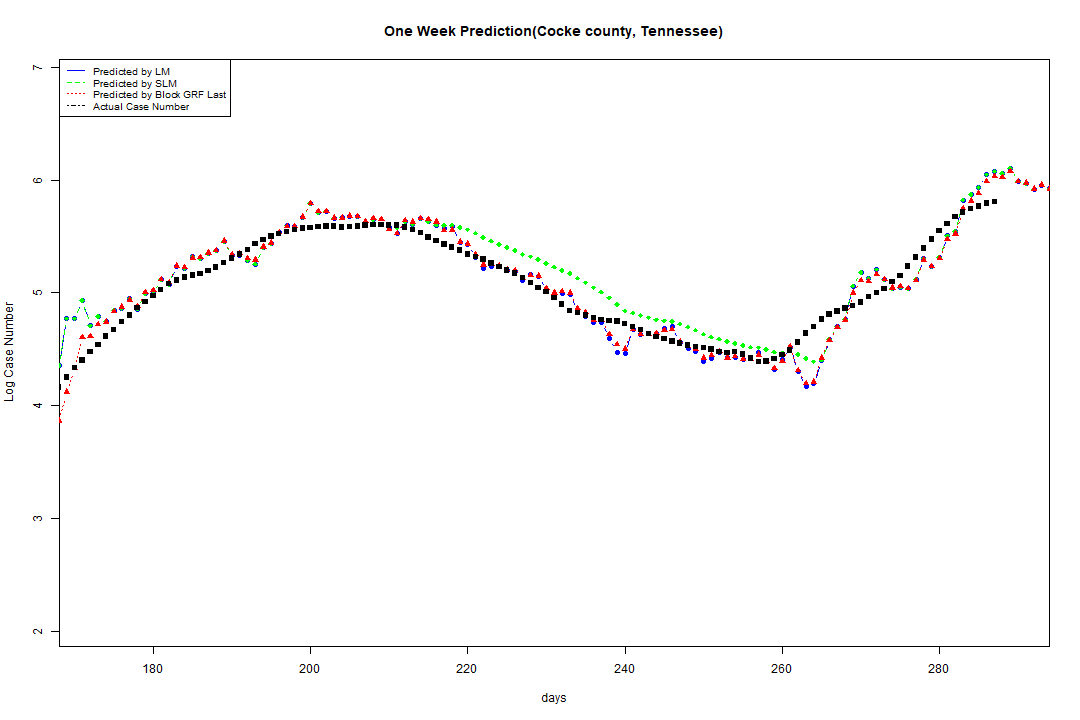 One Week Prediction(Cocke county, Tennessee)
Predicted by LM
Predicted by SLM
Predicted by Block GRF Last
Actual Case Number
7
6
5
4
3
2
Log Case Number
180 200 220 240 260 280
days